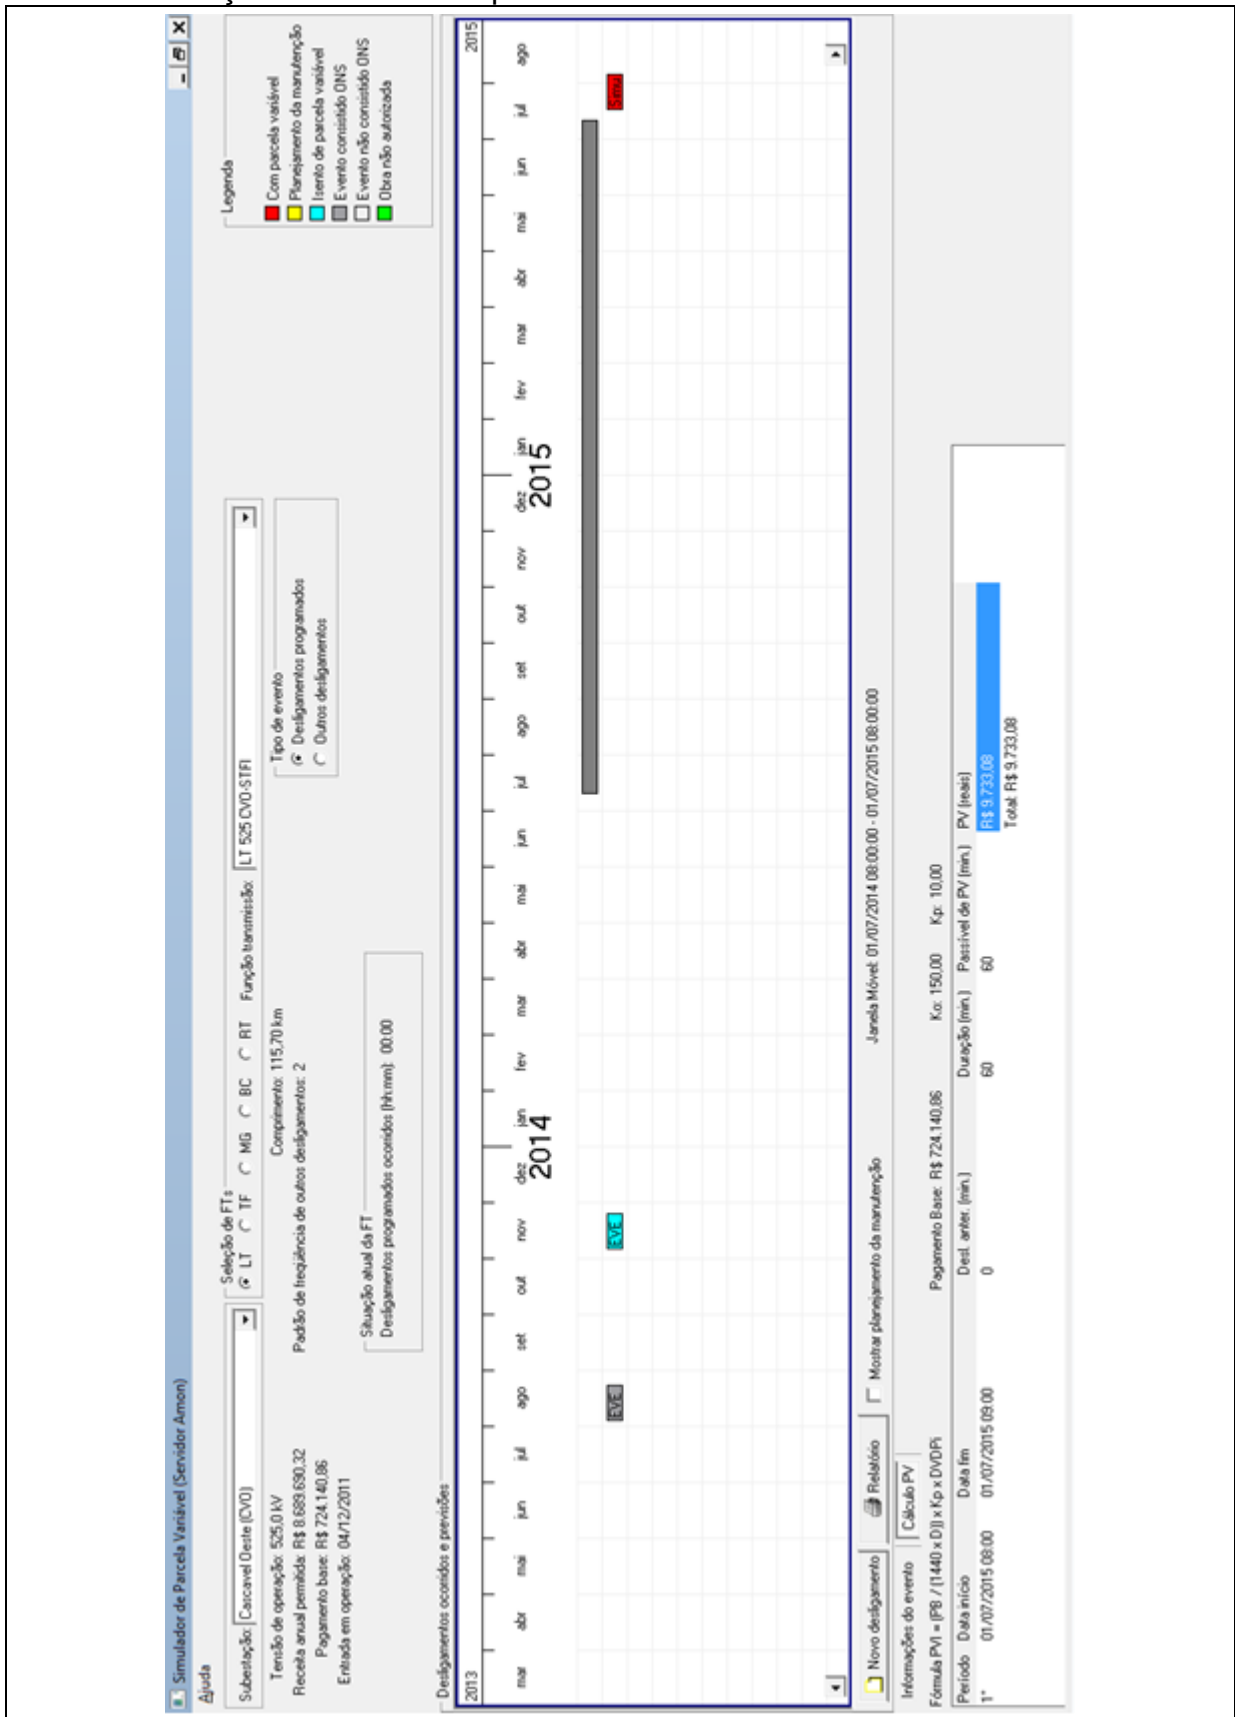 Simulador de Parcela Variável (Servidor Amon)
Ajuda
Subestação: Cascavel Oeste (CVO)
Seleção de FTs
LT TF MG BC RT Função transmissão: LT 525 CVO-STFI
Tensão de operação: 525,0 kV
Comprimento: 115,70 km
Receita anual permitida: R$ 8.689.690,32
Padrão de freqüência de outros desligamentos: 2
Pagamento base: R$ 724.140,86
Entrada em operação: 04/12/2011
Tipo de evento
Desligamentos programados
Outros desligamentos
Situação atual da FT
Desligamentos programados ocorridos (hh:mm): 00:00
Legenda
Com parcela variável
Planejamento da manutenção
Isento de parcela variável
Evento consistido ONS
Evento não consistido ONS
Obra não autorizada
Desligamentos ocorridos e previsões
2013 2015
mar abr mai jun jul ago set out nov dez jan fev mar abr mai jun jul ago set out nov dez jan fev mar abr mai jun jul ago
2014 2015
EVE EVE Simu
Novo desligamento Relatório Mostrar planejamento da manutenção Janela Móvel: 01/07/2014 08:00:00 - 01/07/2015 08:00:00
Informações do evento Cálculo PV
Fórmula PVI = (PB / (1440 x D)) x Kp x DVDPi Pagamento Base: R$ 724.140,86 Ko: 150,00 Kp: 10,00
Período Data início Data fim Desl. anter. (min.) Duração (min.) Passível de PV (min.) PV (reais)
1° 01/07/2015 08:00 01/07/2015 09:00 0 60 60 R$ 9.733,08
Total: R$ 9.733,08